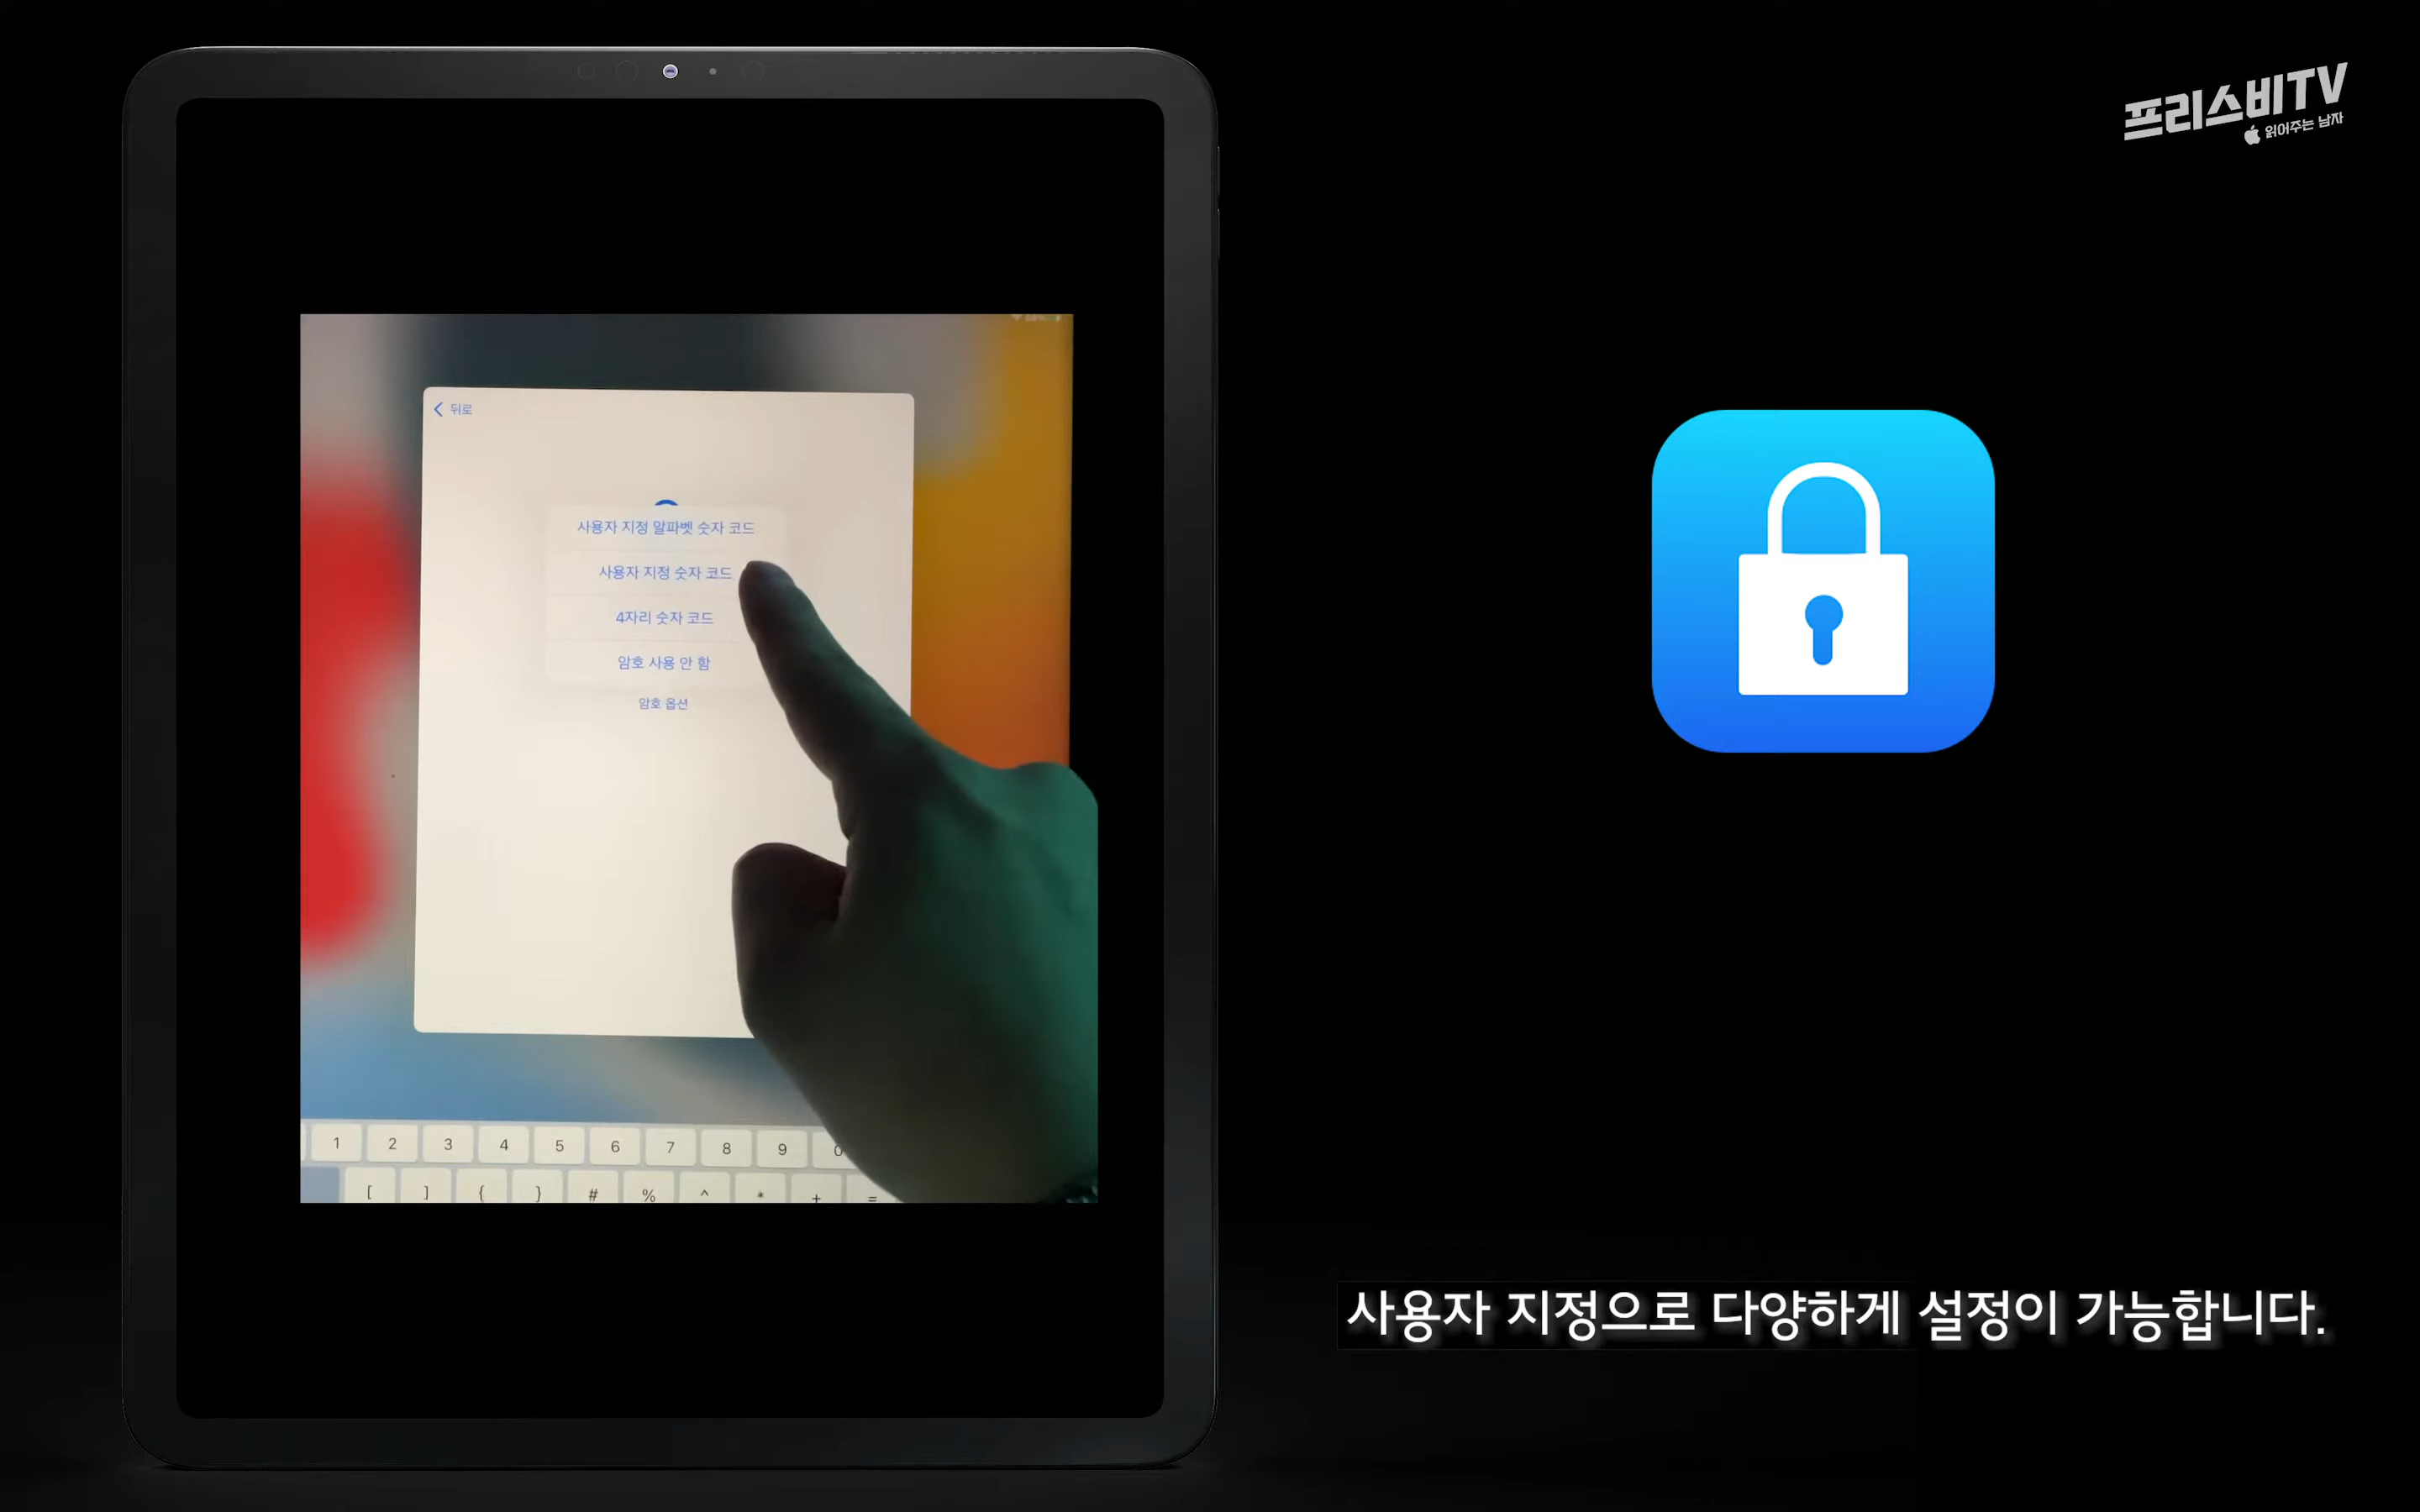 프리스비TV
읽어주는 남자
뒤로
사용자 지정 알파벳 숫자 코드
사용자 지정 숫자 코드
4자리 숫자 코드
암호 사용 안 함
암호 옵션
1 2 3 4 5 6 7 8 9 0
[ ] { } # % ^ * + =
사용자 지정으로 다양하게 설정이 가능합니다.